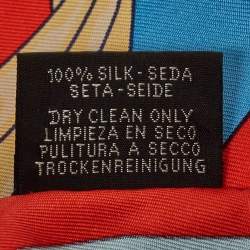 100% SILK-SEDA
SETA-SEIDE
DRY CLEAN ONLY
LIMPIEZA EN SECO
PULITURA A SECCO
TROCKENREINIGUNG